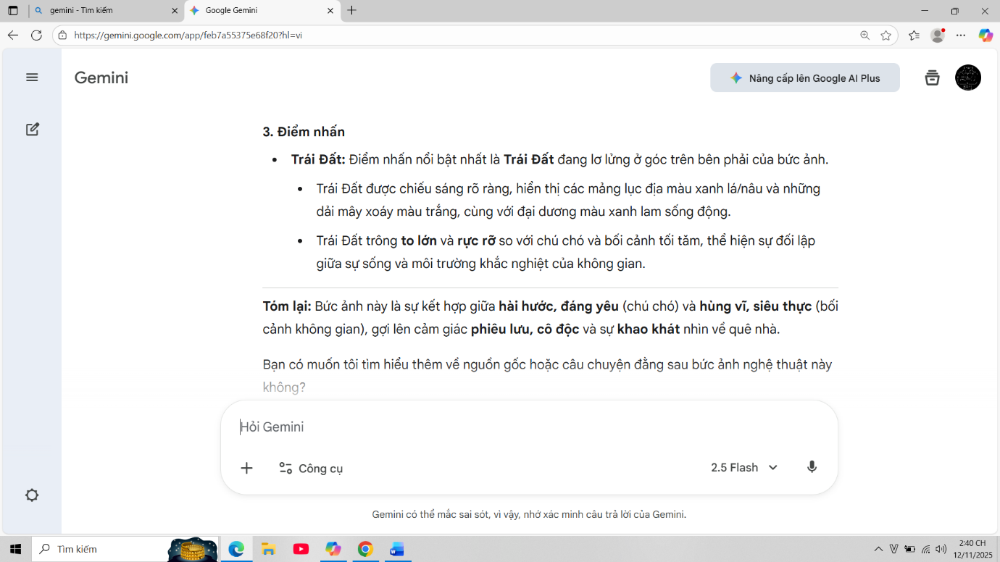 gemini - Tìm kiếm
Google Gemini
https://gemini.google.com/app/feb7a55375e68f20?hl=vi
Gemini
Nâng cấp lên Google AI Plus
3. Điểm nhấn
• Trái Đất: Điểm nhấn nổi bật nhất là Trái Đất đang lơ lửng ở góc trên bên phải của bức ảnh.
• Trái Đất được chiếu sáng rõ ràng, hiển thị các mảng lục địa màu xanh lá/nâu và những
dải mây xoáy màu trắng, cùng với đại dương màu xanh lam sống động.
• Trái Đất trông to lớn và rực rỡ so với chú chó và bối cảnh tối tăm, thể hiện sự đối lập
giữa sự sống và môi trường khắc nghiệt của không gian.
Tóm lại: Bức ảnh này là sự kết hợp giữa hài hước, đáng yêu (chú chó) và hùng vĩ, siêu thực (bối
cảnh không gian), gợi lên cảm giác phiêu lưu, cô độc và sự khao khát nhìn về quê nhà.
Bạn có muốn tôi tìm hiểu thêm về nguồn gốc hoặc câu chuyện đằng sau bức ảnh nghệ thuật này
không?
Hỏi Gemini
Công cụ
2.5 Flash
Gemini có thể mắc sai sót, vì vậy, nhớ xác minh câu trả lời của Gemini.
Tìm kiếm
2:40 CH
12/11/2025